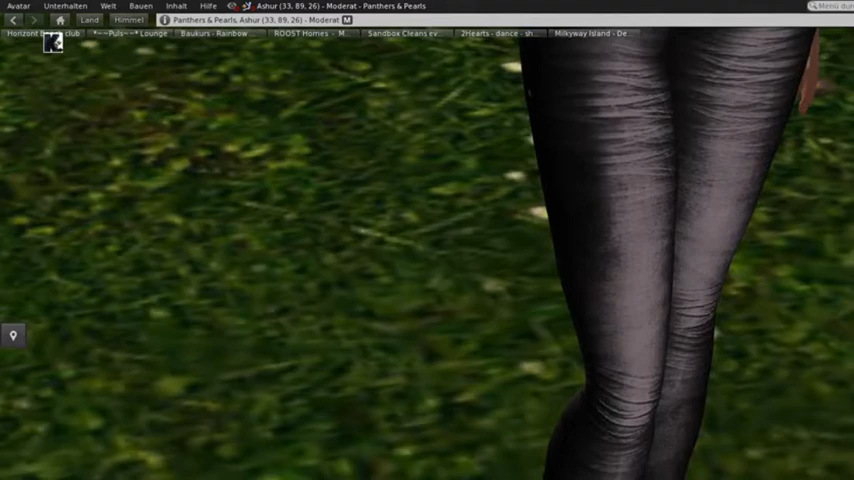 Avatar Unterhalten Welt Bauen Inhalt Hilfe Ashur (33, 89, 26) - Moderat - Panthers & Pearls Menü dur
Land Himmel Panthers & Pearls, Ashur (33, 89, 26) - Moderat M
Horizont club *~~Puls~~* Lounge Baukurs - Rainbow ... ROOST Homes - M... Sandbox Cleans ev... 2Hearts - dance - sh... Milkyway Island - De...